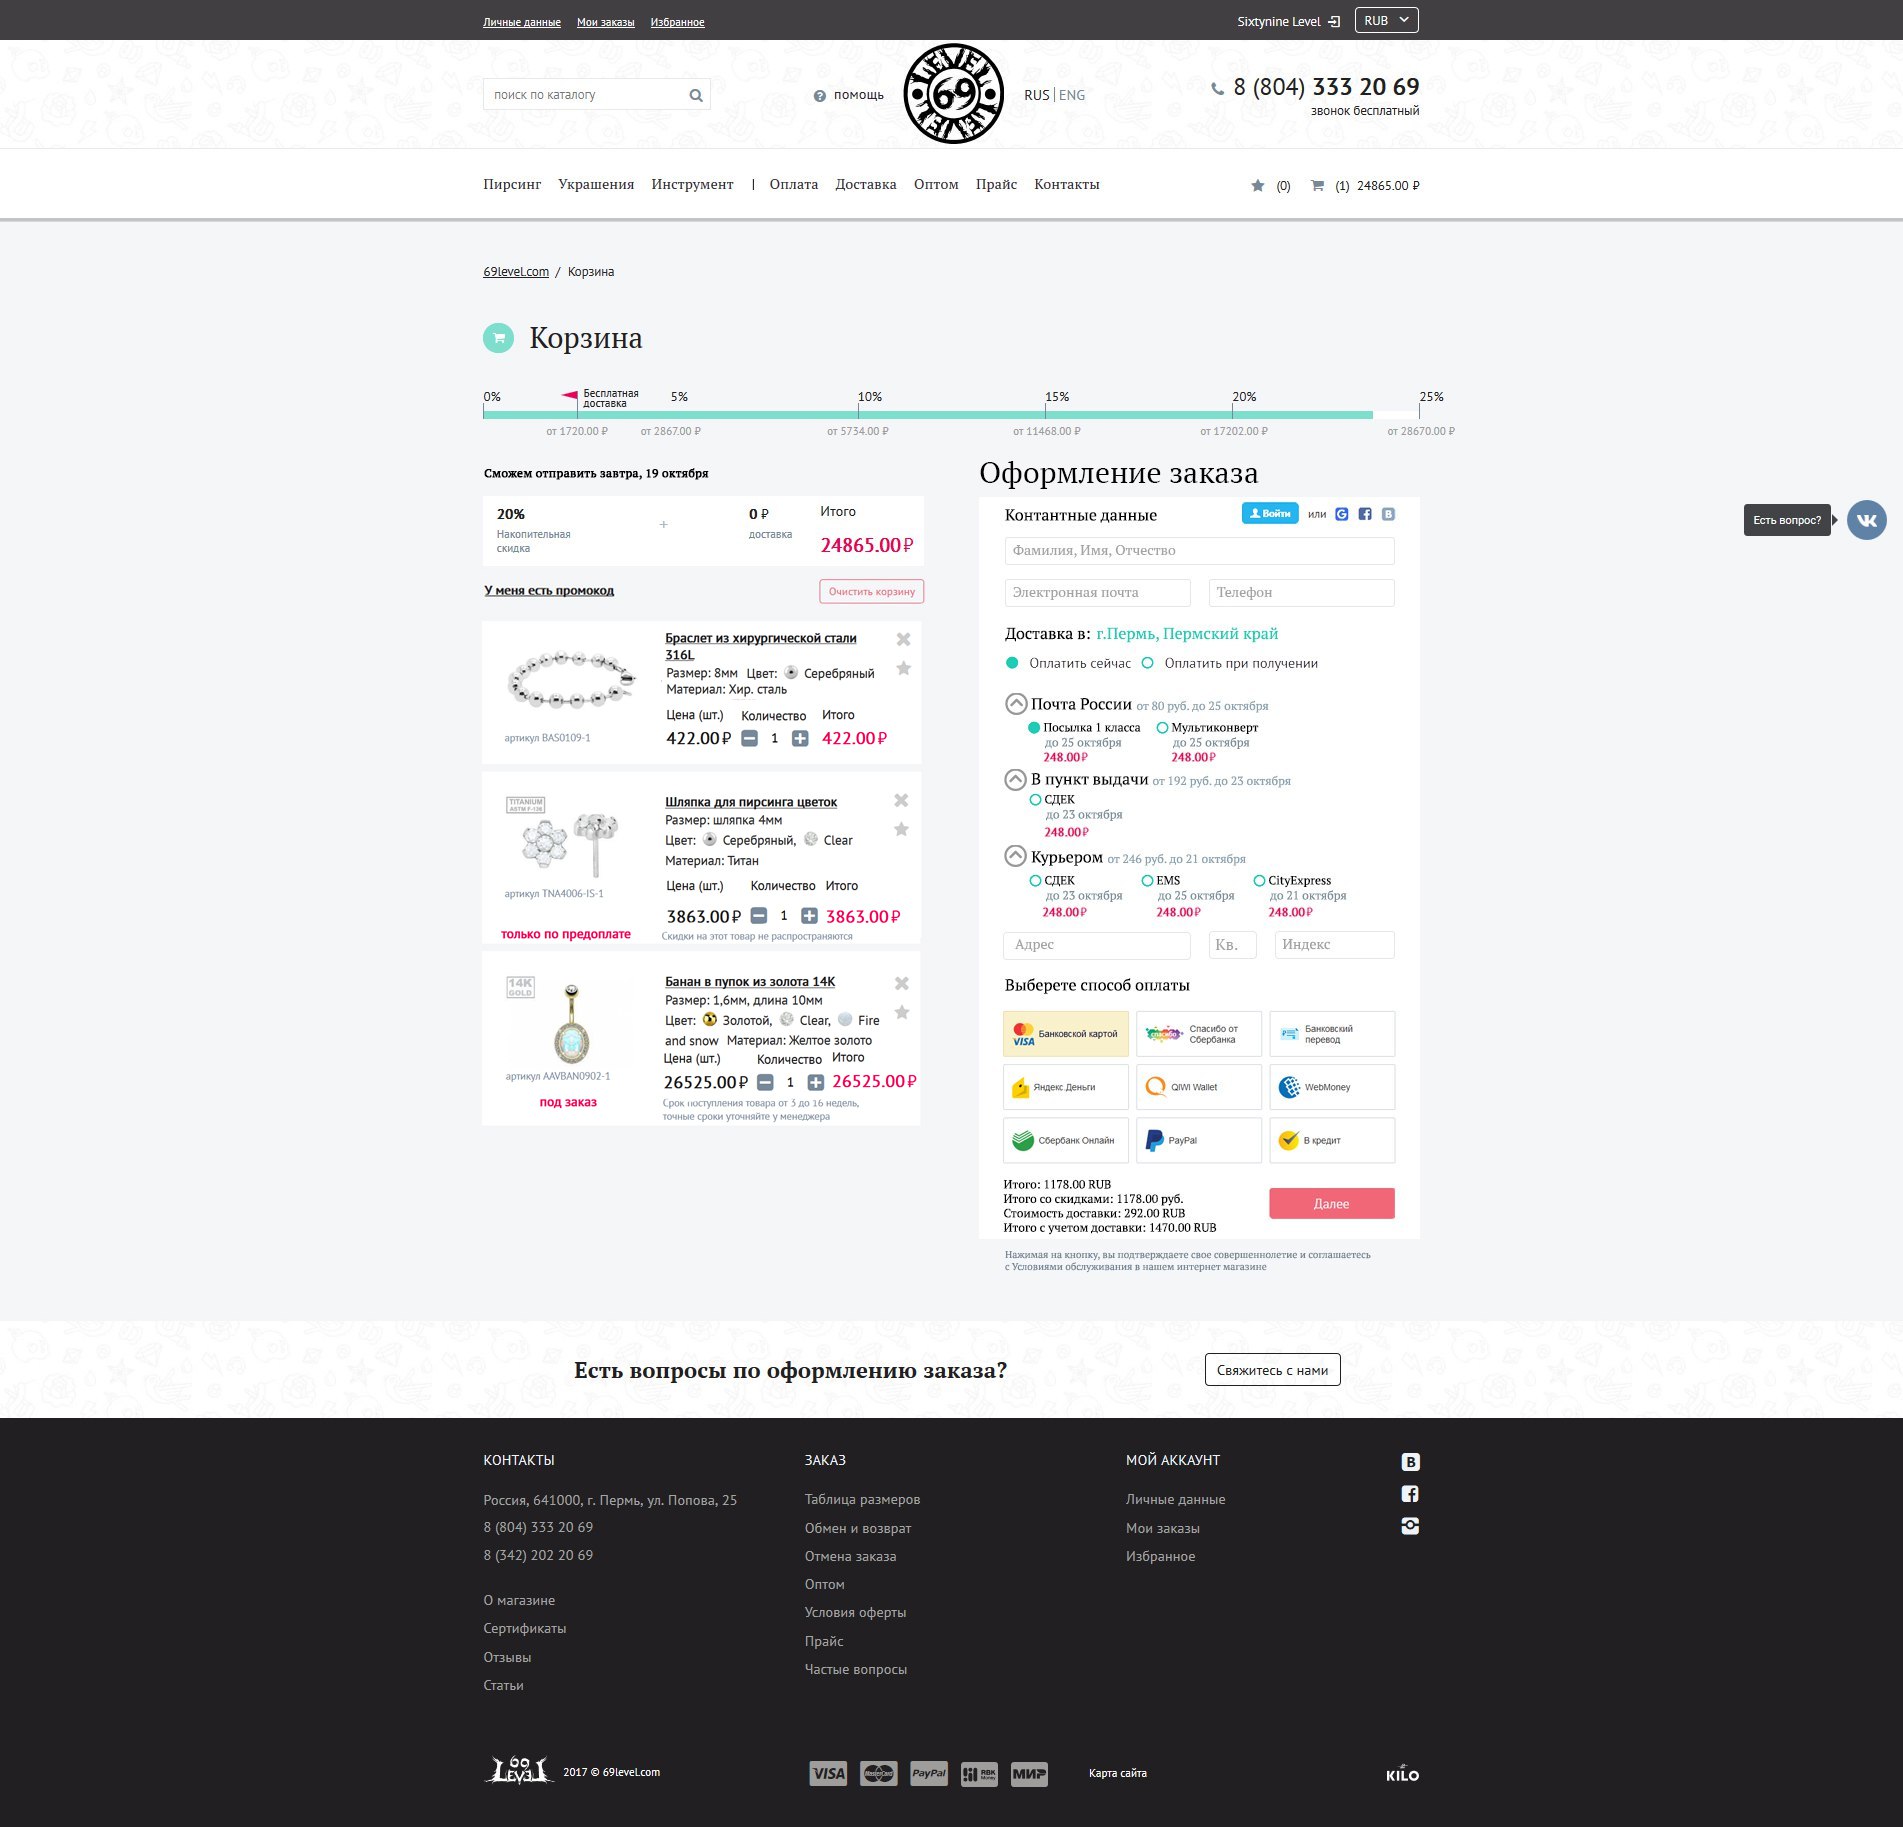 Личные данные Мои заказы Избранное Sixtynine Level RUB
поиск по каталогу помощь LEVEL 69 LEVEL RUS ENG 8 (804) 333 20 69
звонок бесплатный
Пирсинг Украшения Инструмент | Оплата Доставка Оптом Прайс Контакты (0) (1) 24865.00 ₽
69level.com / Корзина
Корзина
0% Бесплатная доставка 5% 10% 15% 20% 25%
от 1720.00 ₽ от 2867.00 ₽ от 5734.00 ₽ от 11468.00 ₽ от 17202.00 ₽ от 28670.00 ₽
Сможем отправить завтра, 19 октября
20% + 0 ₽ Итого
Накопительная скидка доставка 24865.00 ₽
У меня есть промокод Очистить корзину
Браслет из хирургической стали
316L
Размер: 8мм Цвет: Серебряный
Материал: Хир. сталь
Цена (шт.) Количество Итого
артикул BAS0109-1 422.00 ₽ 1 422.00 ₽
TITANIUM
ASTM F-136
Шляпка для пирсинга цветок
Размер: шляпка 4мм
Цвет: Серебряный, Clear
Материал: Титан
Цена (шт.) Количество Итого
артикул TNA4006-IS-1
3863.00 ₽ 1 3863.00 ₽
только по предоплате Скидки на этот товар не распространяются
14K
GOLD
Банан в пупок из золота 14K
Размер: 1,6мм, длина 10мм
Цвет: Золотой, Clear, Fire
and snow Материал: Желтое золото
Цена (шт.) Количество Итого
артикул AAVBAN0902-1
26525.00 ₽ 1 26525.00 ₽
под заказ
Срок поступления товара от 3 до 16 недель,
точные сроки уточняйте у менеджера
Оформление заказа
Контантные данные Войти или G f B
Фамилия, Имя, Отчество
Электронная почта Телефон
Доставка в: г.Пермь, Пермский край
Оплатить сейчас Оплатить при получении
Почта России от 80 руб. до 25 октября
Посылка 1 класса Мультиконверт
до 25 октября до 25 октября
248.00 ₽ 248.00 ₽
В пункт выдачи от 192 руб. до 23 октября
СДЕК
до 23 октября
248.00 ₽
Курьером от 246 руб. до 21 октября
СДЕК EMS CityExpress
до 23 октября до 25 октября до 21 октября
248.00 ₽ 248.00 ₽ 248.00 ₽
Адрес Кв. Индекс
Выберете способ оплаты
VISA Банковской картой спасибо Спасибо от Сбербанка Банковский перевод
Яндекс.Деньги QIWI Wallet WebMoney
Сбербанк Онлайн PayPal В кредит
Итого: 1178.00 RUB
Итого со скидками: 1178.00 руб.
Стоимость доставки: 292.00 RUB
Итого с учетом доставки: 1470.00 RUB
Далее
Нажимая на кнопку, вы подтверждаете свое совершеннолетие и соглашаетесь
с Условиями обслуживания в нашем интернет магазине
Есть вопрос?
Есть вопросы по оформлению заказа? Свяжитесь с нами
КОНТАКТЫ
Россия, 641000, г. Пермь, ул. Попова, 25
8 (804) 333 20 69
8 (342) 202 20 69
О магазине
Сертификаты
Отзывы
Статьи
ЗАКАЗ
Таблица размеров
Обмен и возврат
Отмена заказа
Оптом
Условия оферты
Прайс
Частые вопросы
МОЙ АККАУНТ
Личные данные
Мои заказы
Избранное
B
f
69 LEVEL 2017 © 69level.com VISA MasterCard PayPal RBK Money МИР Карта сайта KILO